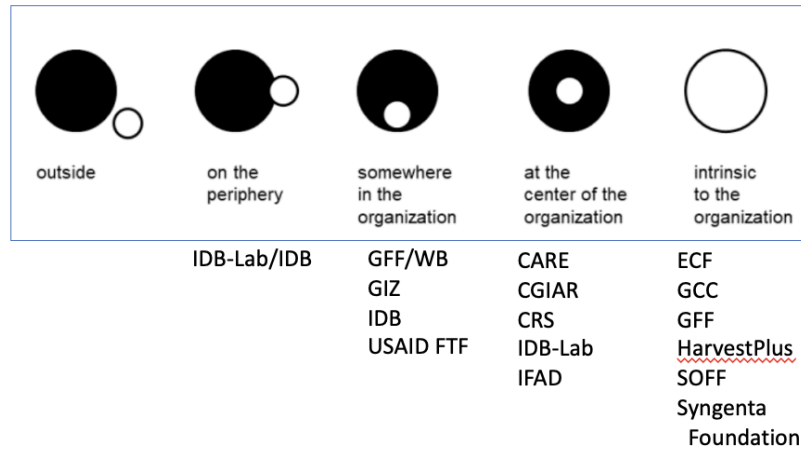 outside
on the
periphery
somewhere
in the
organization
at the
center of the
organization
intrinsic
to the
organization
IDB-Lab/IDB
GFF/WB
GIZ
IDB
USAID FTF
CARE
CGIAR
CRS
IDB-Lab
IFAD
ECF
GCC
GFF
HarvestPlus
SOFF
Syngenta
Foundation